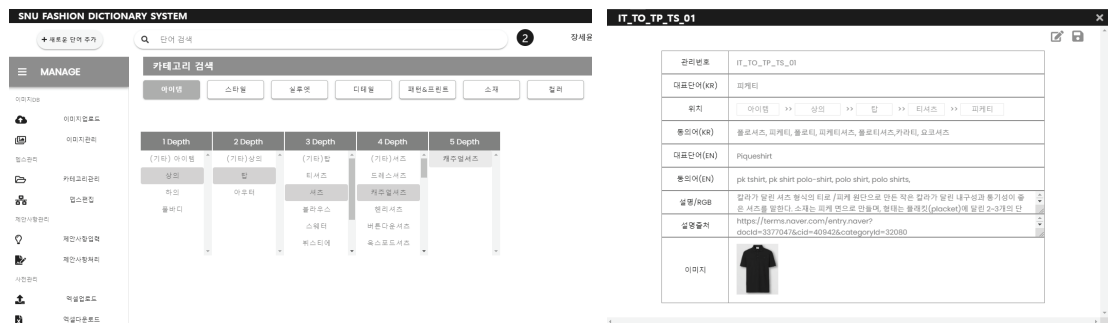 SNU FASHION DICTIONARY SYSTEM
+ 새로운 단어 추가
단어 검색
2
장세은
MANAGE
이미지DB
이미지업로드
이미지관리
맵스관리
카테고리관리
맵스편집
제안사항관리
제안사항입력
제안사항처리
사전관리
엑셀업로드
엑셀다운로드
카테고리 검색
아이템 스타일 실루엣 디테일 패턴&프린트 소재 컬러
1 Depth 2 Depth 3 Depth 4 Depth 5 Depth
(기타) 아이템 (기타)상의 (기타)탑 (기타)셔츠 캐주얼셔츠
상의 탑 티셔츠 드레스셔츠
하의 아우터 셔츠 캐주얼셔츠
풀바디 블라우스 헨리셔츠
스웨터 버튼다운셔츠
뷔스티에 옥스포드셔츠
IT_TO_TP_TS_01
관리번호 IT_TO_TP_TS_01
대표단어(KR) 피케티
위치 아이템 >> 상의 >> 탑 >> 티셔츠 >> 피케티
동의어(KR) 폴로셔츠, 피케티, 폴로티, 피케티셔츠, 폴로티셔츠,카라티, 요코셔츠
대표단어(EN) Piqueshirt
동의어(EN) pk tshirt, pk shirt polo-shirt, polo shirt, polo shirts,
설명/RGB 칼라가 달린 셔츠 형식의 티로 /피케 원단으로 만든 작은 칼라가 달린 내구성과 통기성이 좋
은 셔츠를 말한다. 소재는 피케 면으로 만들며, 형태는 플래킷(placket)에 달린 2~3개의 단
설명출처 https://terms.naver.com/entry.naver?
docId=3377047&cid=40942&categoryId=32080
이미지